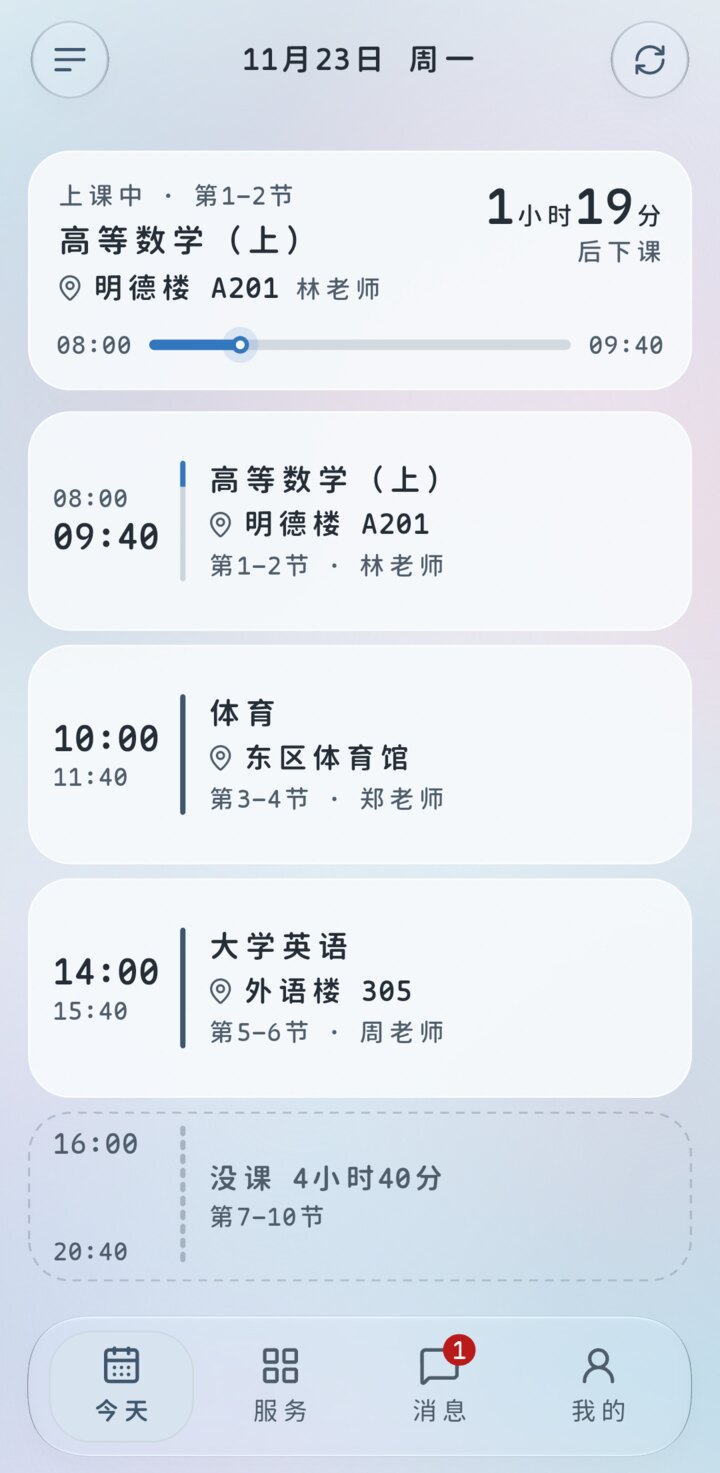 11月23日 周一
上课中 · 第1-2节
1小时19分
后下课
高等数学（上）
明德楼 A201 林老师
08:00
09:40
08:00
09:40
高等数学（上）
明德楼 A201
第1-2节 · 林老师
10:00
11:40
体育
东区体育馆
第3-4节 · 郑老师
14:00
15:40
大学英语
外语楼 305
第5-6节 · 周老师
16:00
20:40
没课 4小时40分
第7-10节
今天
服务
1
消息
我的